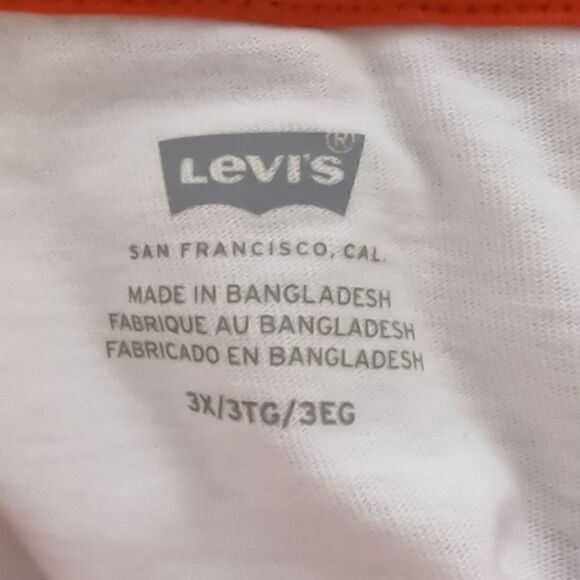 Levi's®
SAN FRANCISCO, CAL.
MADE IN BANGLADESH
FABRIQUE AU BANGLADESH
FABRICADO EN BANGLADESH
3X/3TG/3EG